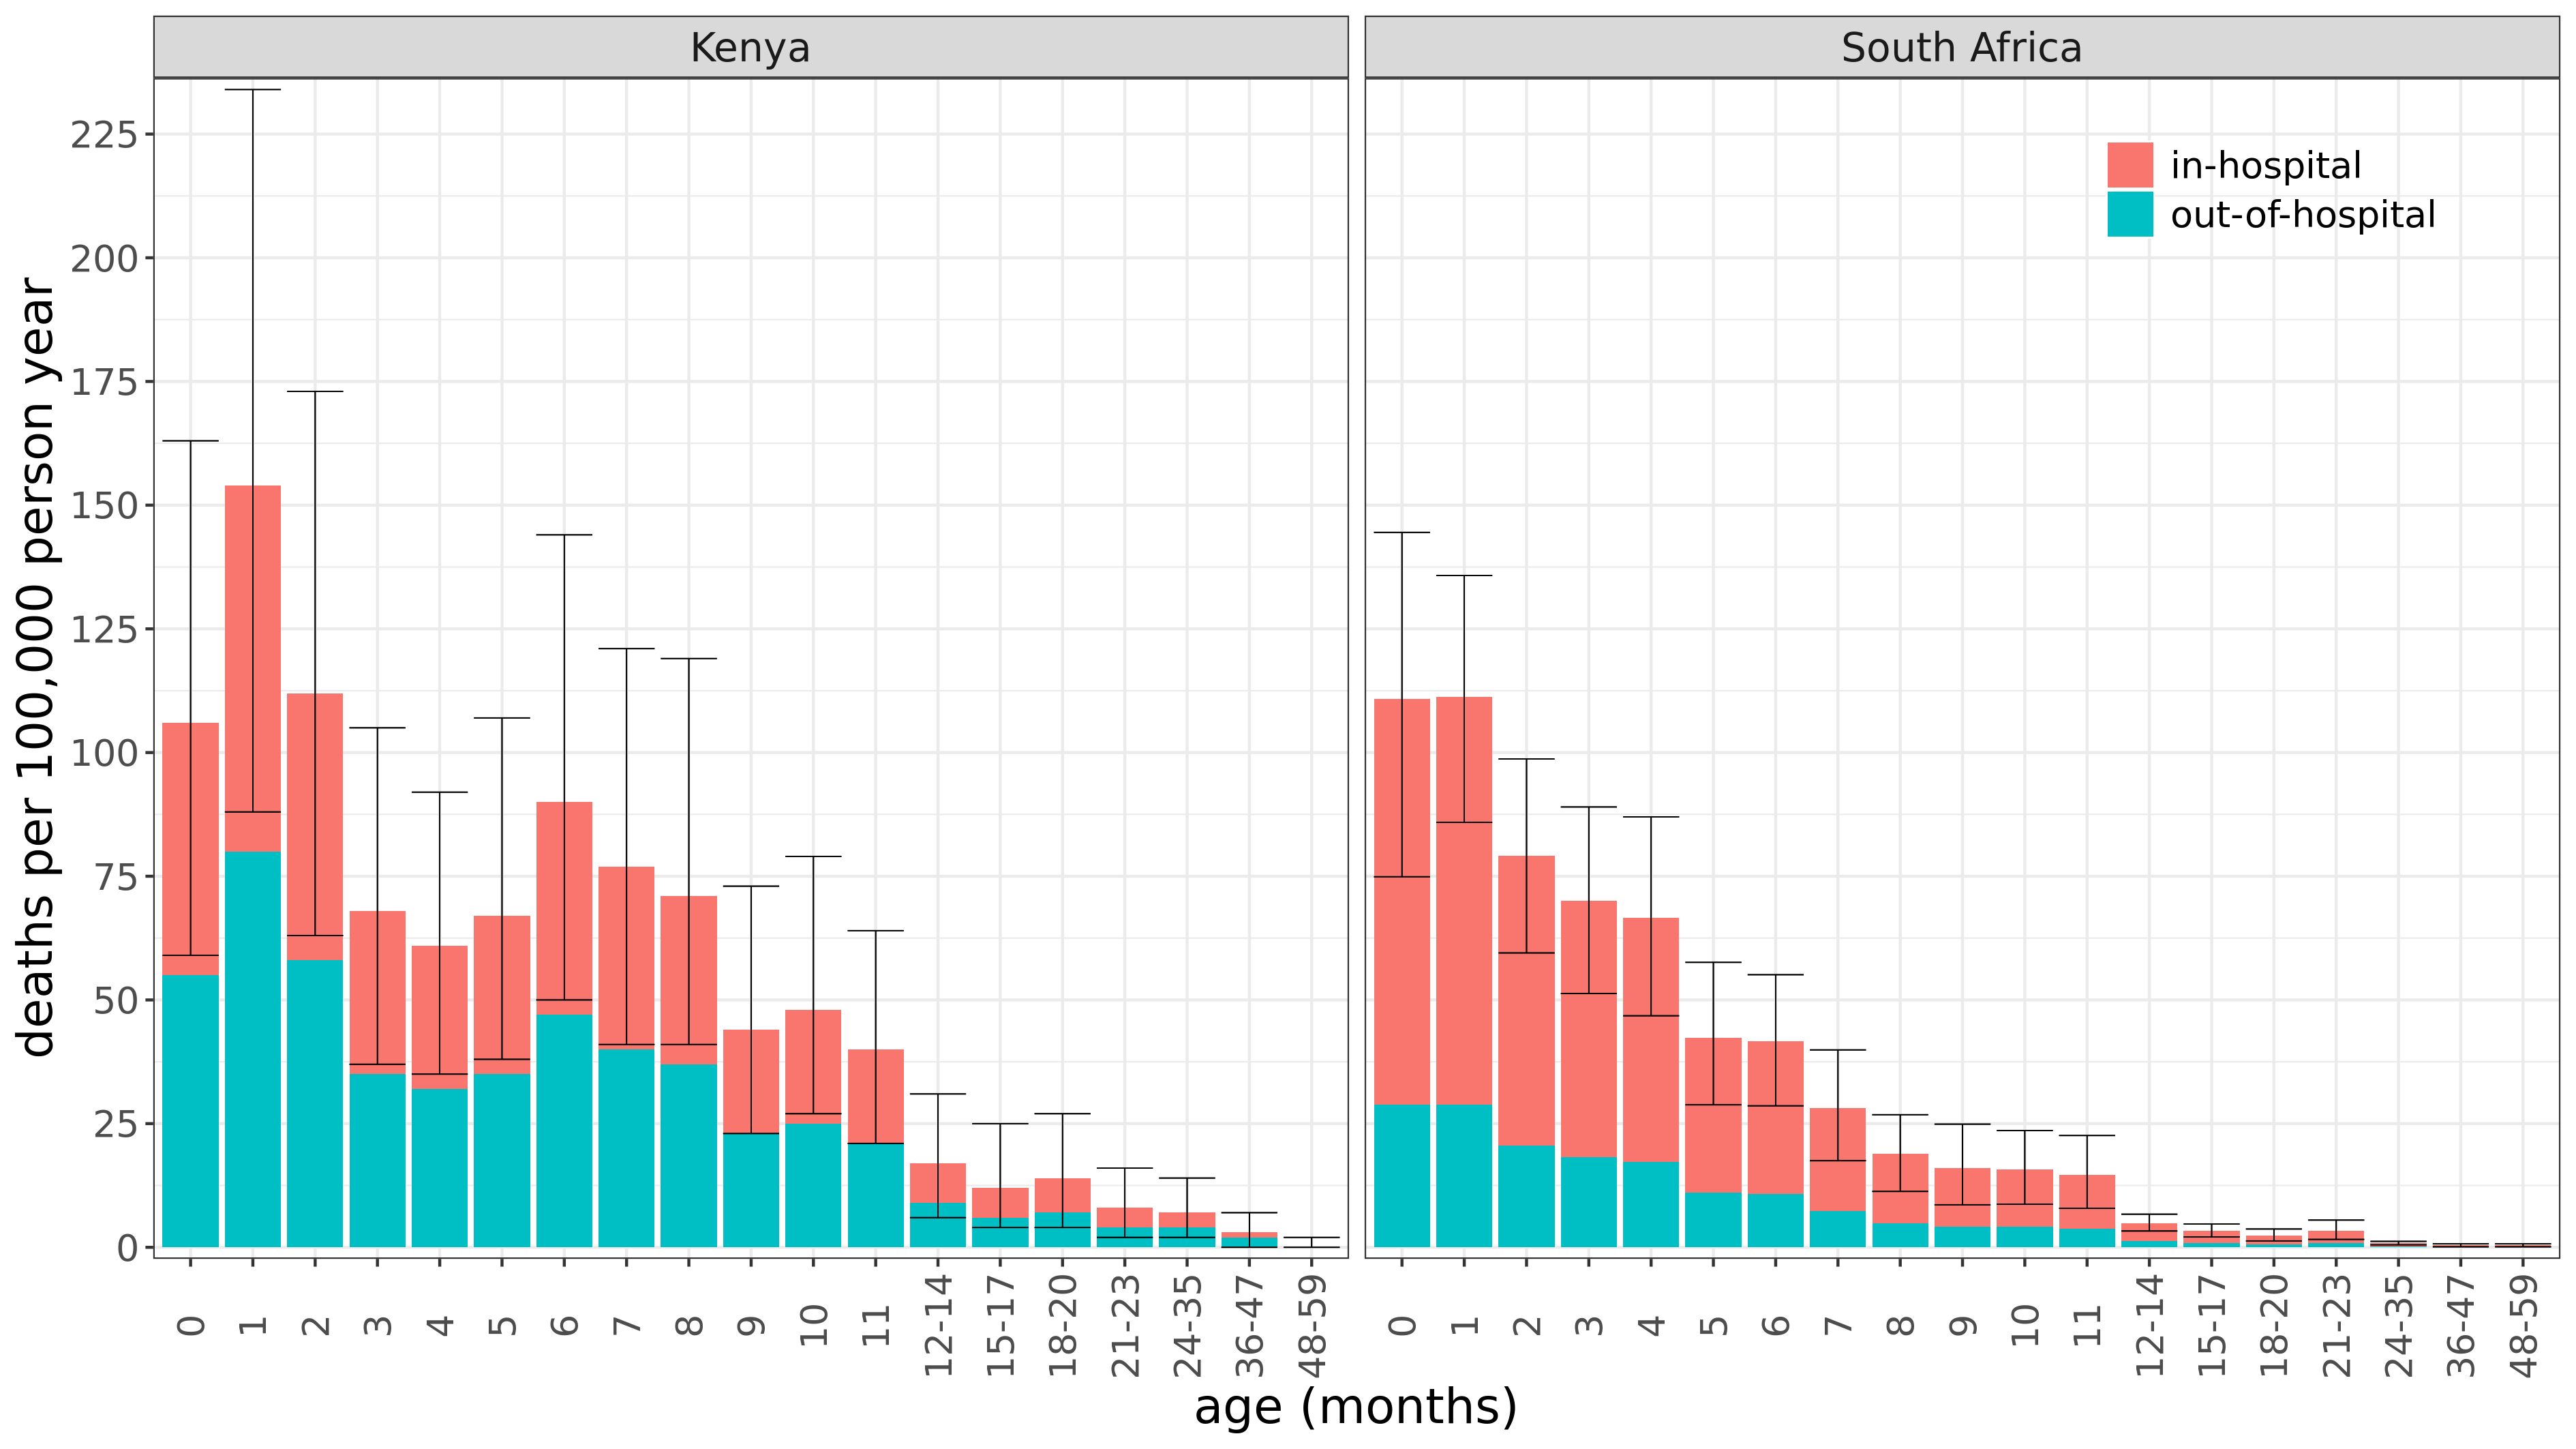 Kenya
South Africa
in-hospital
out-of-hospital
deaths per 100,000 person year
225
200
175
150
125
100
75
50
25
0
0 1 2 3 4 5 6 7 8 9 10 11 12-14 15-17 18-20 21-23 24-35 36-47 48-59
0 1 2 3 4 5 6 7 8 9 10 11 12-14 15-17 18-20 21-23 24-35 36-47 48-59
age (months)